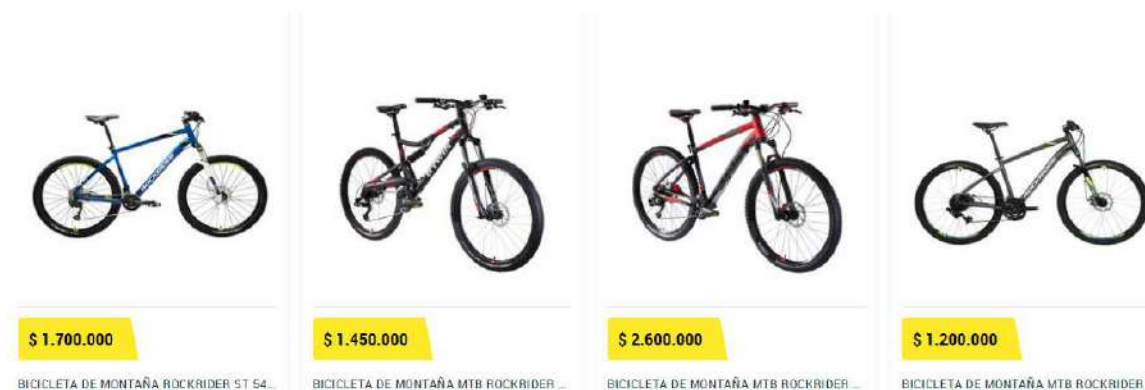 $ 1.700.000
$ 1.450.000
$ 2.600.000
$ 1.200.000
BICICLETA DE MONTAÑA ROCKRIDER ST 54...
BICICLETA DE MONTAÑA MTB ROCKRIDER ...
BICICLETA DE MONTAÑA MTB ROCKRIDER ...
BICICLETA DE MONTAÑA MTB ROCKRIDER